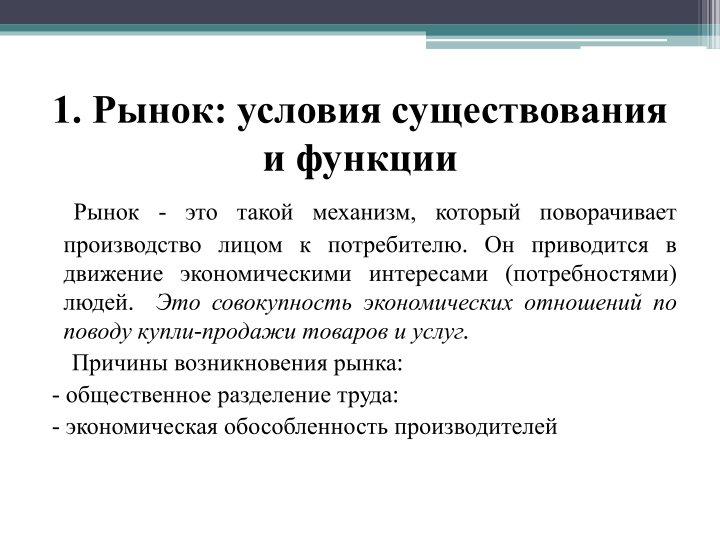 1. Рынок: условия существования
и функции
Рынок - это такой механизм, который поворачивает
производство лицом к потребителю. Он приводится в
движение экономическими интересами (потребностями)
людей. Это совокупность экономических отношений по
поводу купли-продажи товаров и услуг.
Причины возникновения рынка:
- общественное разделение труда:
- экономическая обособленность производителей